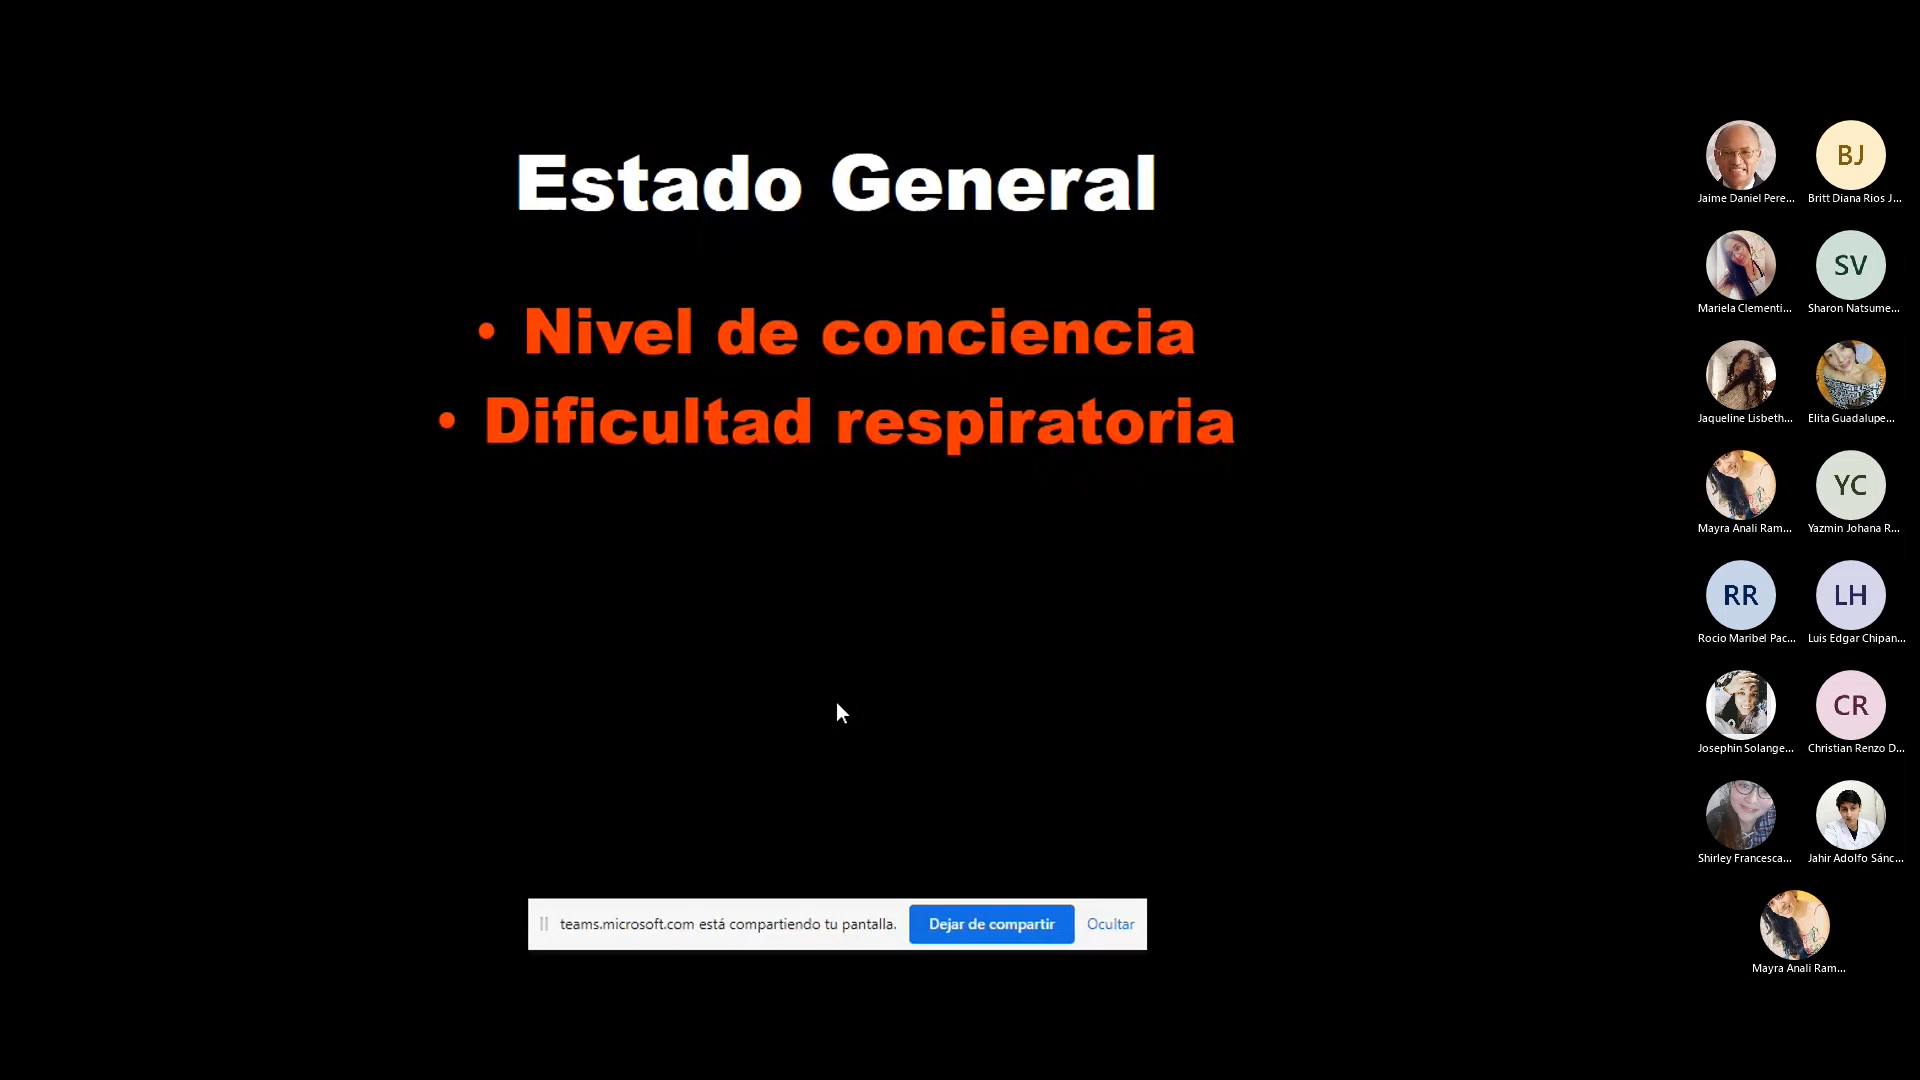 Estado General
• Nivel de conciencia
• Dificultad respiratoria
teams.microsoft.com está compartiendo tu pantalla. Dejar de compartir Ocultar
Jaime Daniel Pere...
BJ
Britt Diana Rios J...
Mariela Clementi...
SV
Sharon Natsume...
Jaqueline Lisbeth...
Elita Guadalupe...
Mayra Anali Ram...
YC
Yazmin Johana R...
RR
Rocio Maribel Pac...
LH
Luis Edgar Chipan...
Josephin Solange...
CR
Christian Renzo D...
Shirley Francesca...
Jahir Adolfo Sánc...
Mayra Anali Ram...